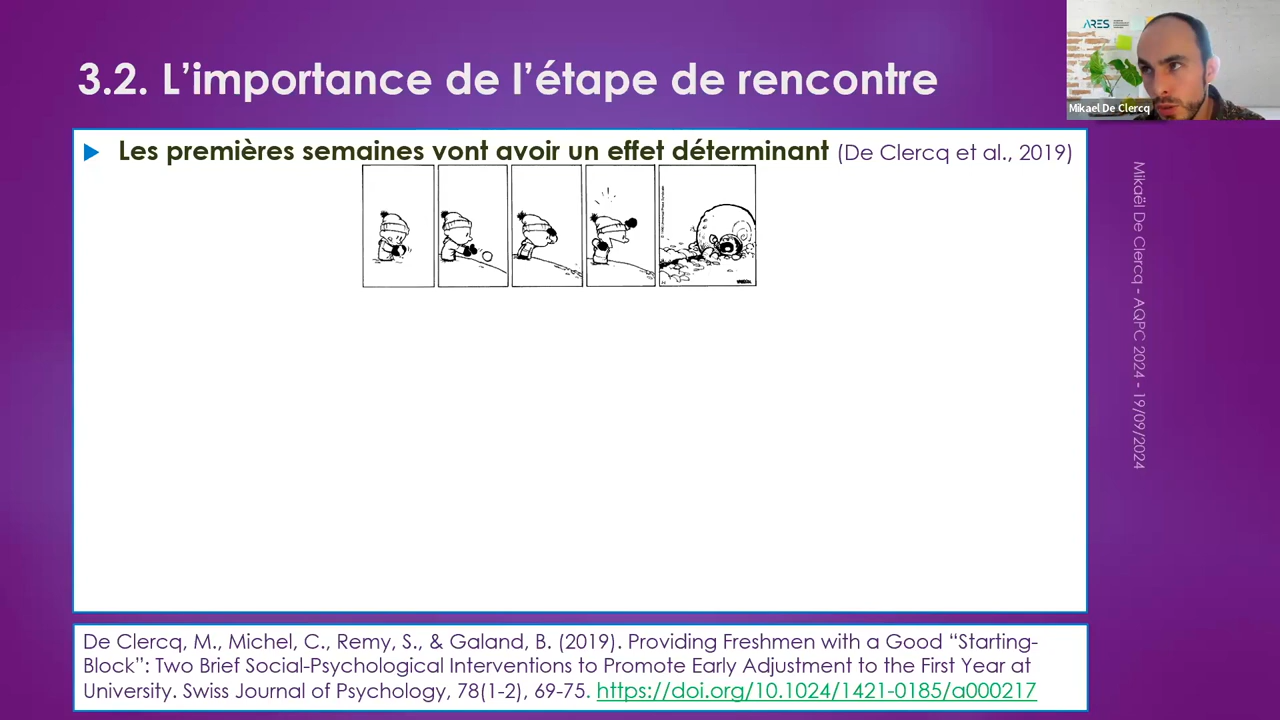 3.2. L’importance de l’étape de rencontre
ARES
Mikael De Clercq
Les premières semaines vont avoir un effet déterminant (De Clercq et al., 2019)
Mikaël De Clercq - AQPC 2024 - 19/09/2024
De Clercq, M., Michel, C., Remy, S., & Galand, B. (2019). Providing Freshmen with a Good “Starting-
Block”: Two Brief Social-Psychological Interventions to Promote Early Adjustment to the First Year at
University. Swiss Journal of Psychology, 78(1-2), 69-75. https://doi.org/10.1024/1421-0185/a000217